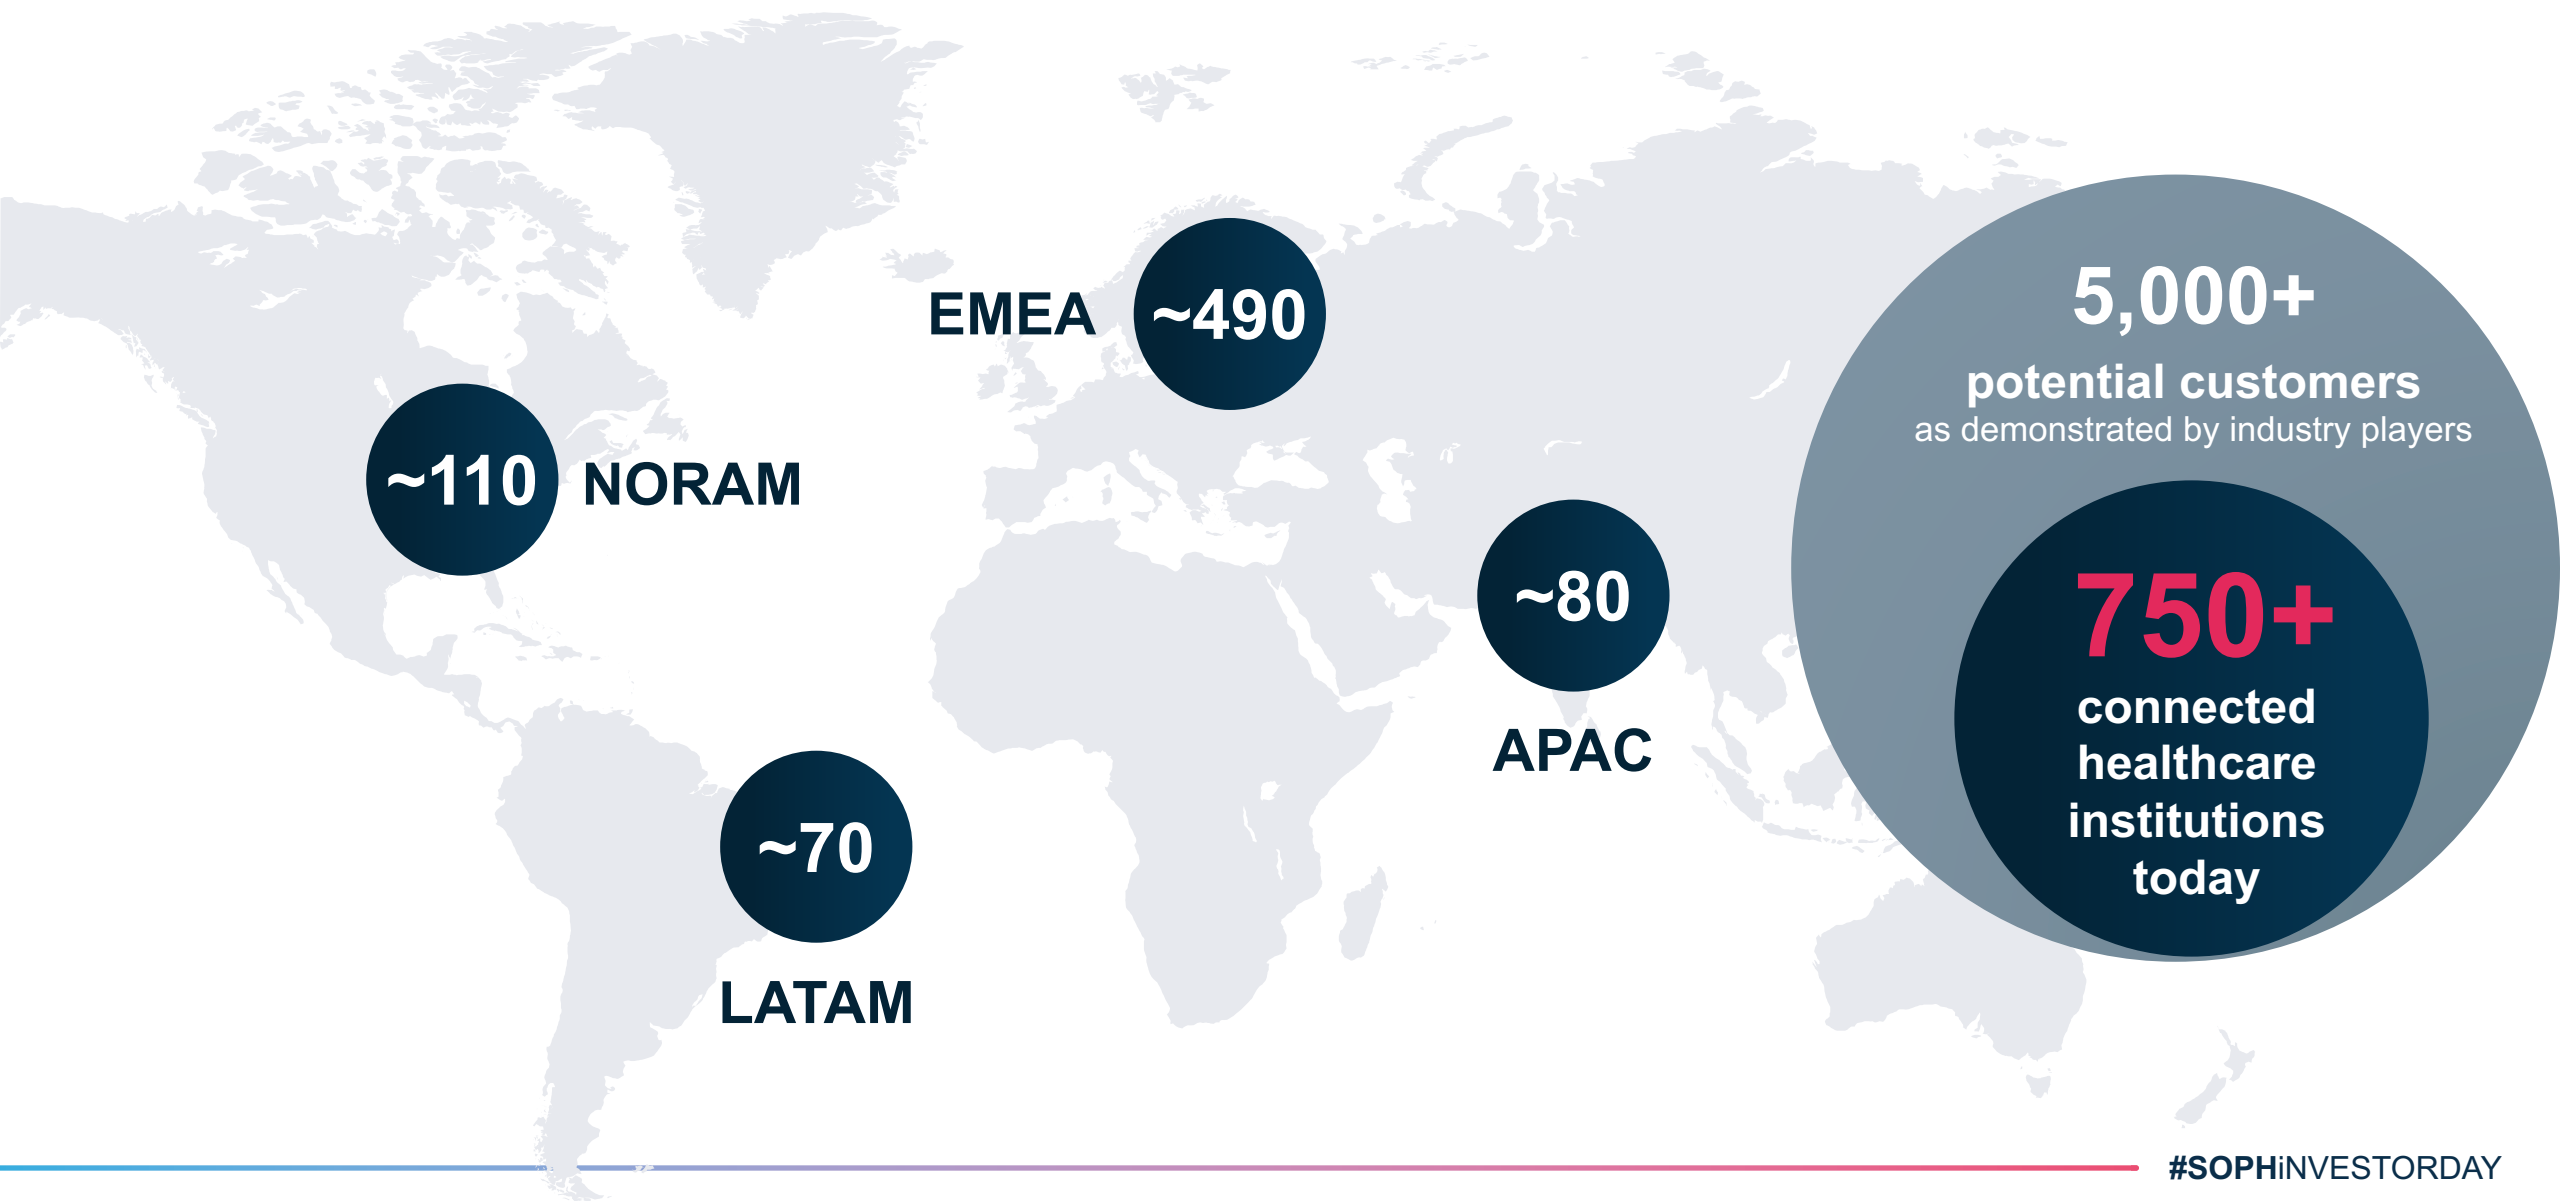 EMEA
~490
~110
NORAM
~80
APAC
~70
LATAM
5,000+
potential customers
as demonstrated by industry players
750+
connected
healthcare
institutions
today
#SOPHiNVESTORDAY